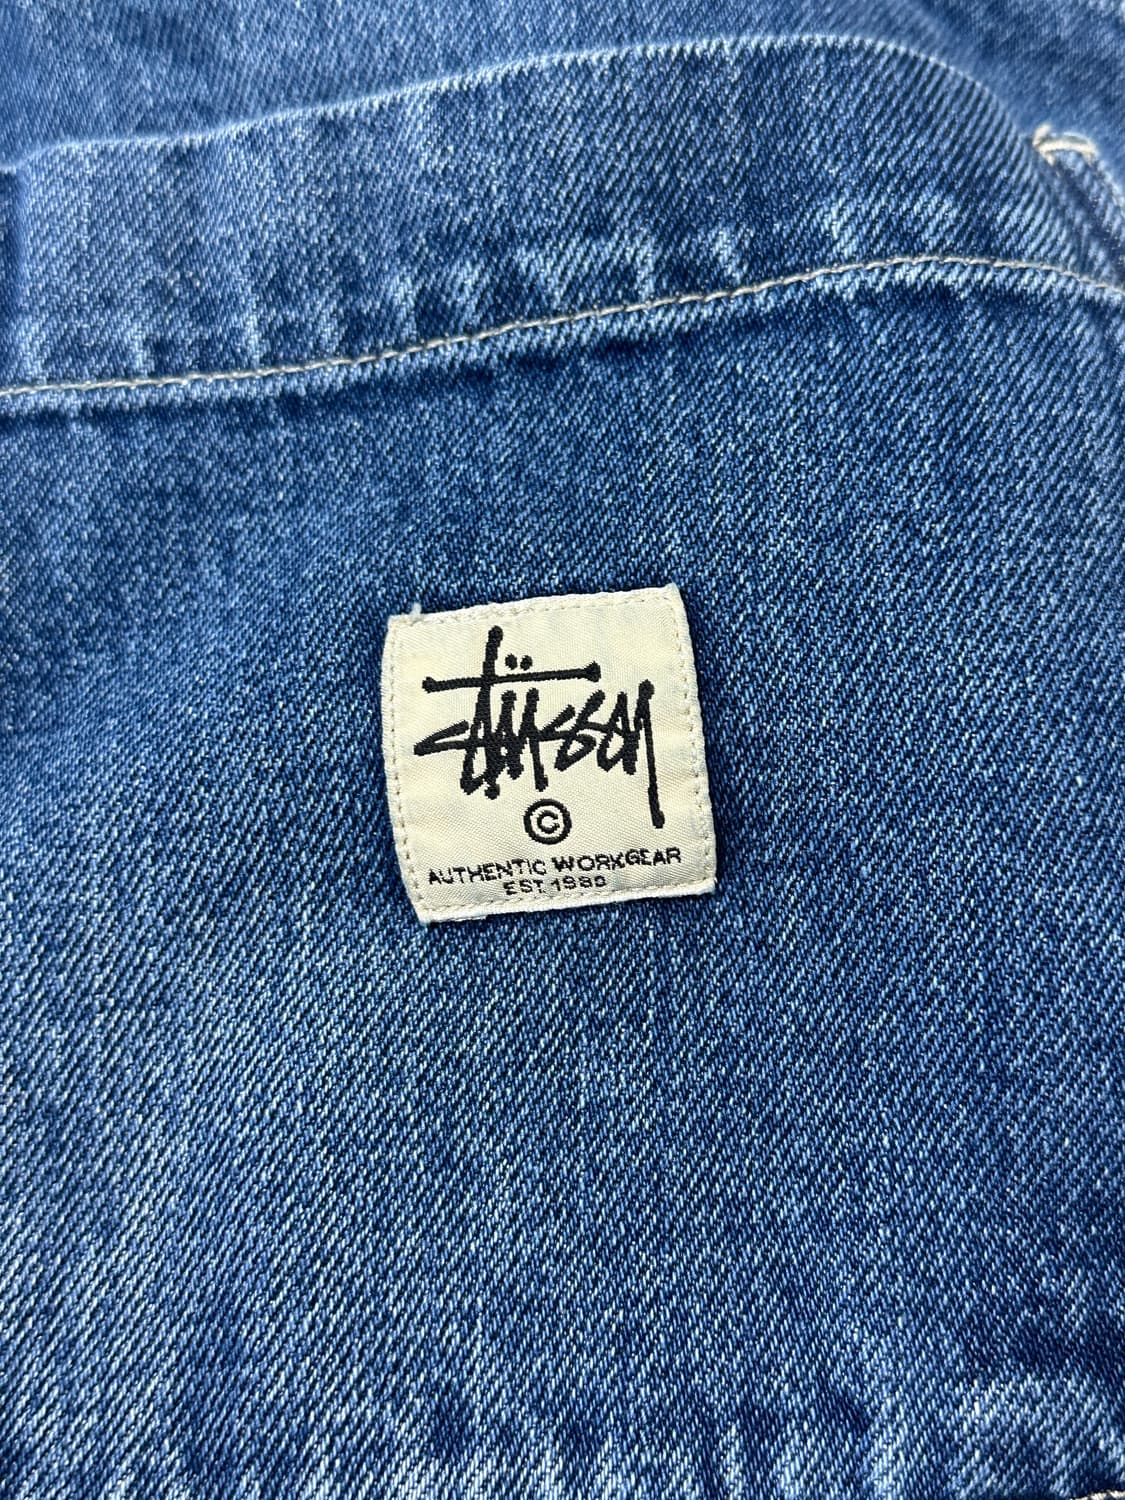 Stüssy
©
AUTHENTIC WORKGEAR
EST. 1980